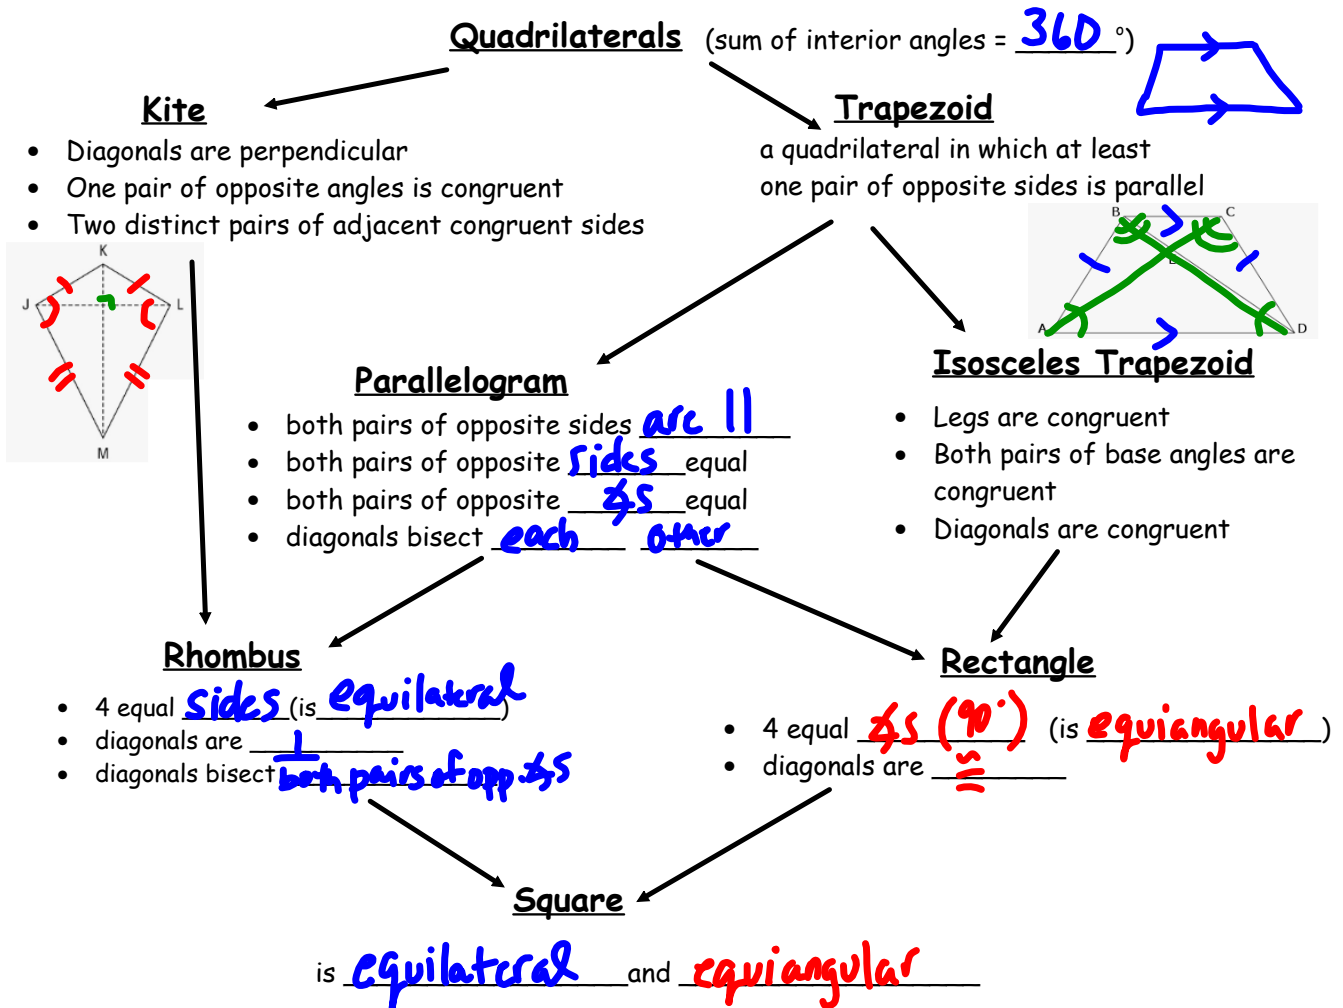 Quadrilaterals (sum of interior angles = 360 °)
Kite
• Diagonals are perpendicular
• One pair of opposite angles is congruent
• Two distinct pairs of adjacent congruent sides
K
J L
M
Trapezoid
a quadrilateral in which at least
one pair of opposite sides is parallel
B C
E
A D
Parallelogram
• both pairs of opposite sides are ||
• both pairs of opposite sides equal
• both pairs of opposite ∡s equal
• diagonals bisect each other
Isosceles Trapezoid
• Legs are congruent
• Both pairs of base angles are
congruent
• Diagonals are congruent
Rhombus
• 4 equal sides (is equilateral)
• diagonals are ⊥
• diagonals bisect both pairs of opp. ∡s
Rectangle
• 4 equal ∡s (90°) (is equiangular)
• diagonals are ≅
Square
is equilateral and equiangular